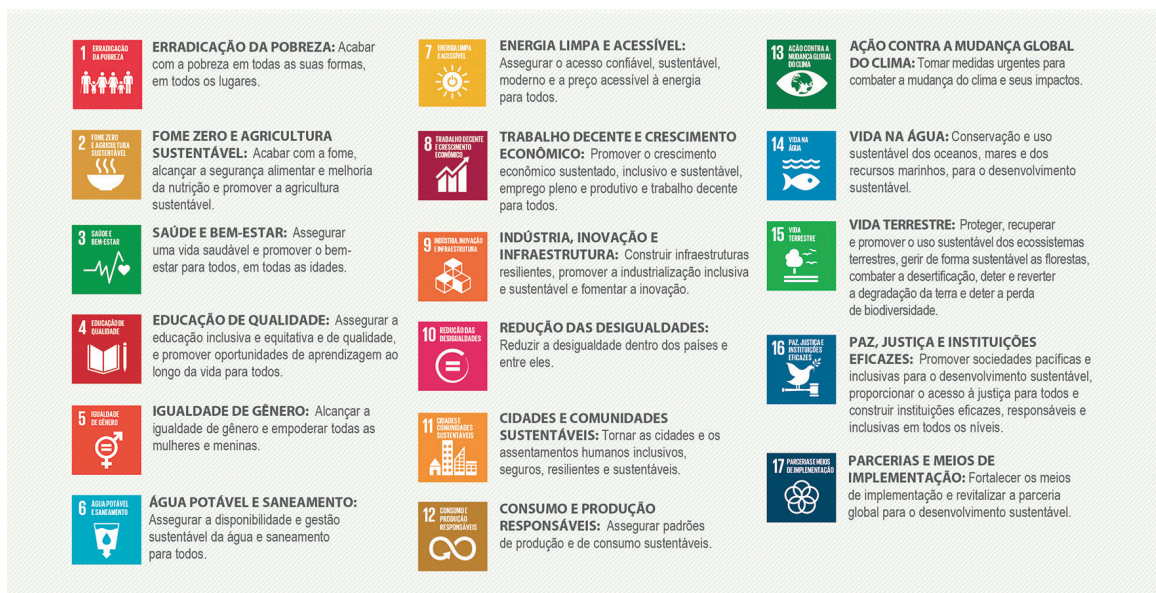 1 ERRADICAÇÃO
DA POBREZA
ERRADICAÇÃO DA POBREZA: Acabar
com a pobreza em todas as suas formas,
em todos os lugares.
2 FOME ZERO
E AGRICULTURA
SUSTENTÁVEL
FOME ZERO E AGRICULTURA
SUSTENTÁVEL: Acabar com a fome,
alcançar a segurança alimentar e melhoria
da nutrição e promover a agricultura
sustentável.
3 SAÚDE E
BEM-ESTAR
SAÚDE E BEM-ESTAR: Assegurar
uma vida saudável e promover o bem-
estar para todos, em todas as idades.
4 EDUCAÇÃO DE
QUALIDADE
EDUCAÇÃO DE QUALIDADE: Assegurar a
educação inclusiva e equitativa e de qualidade,
e promover oportunidades de aprendizagem ao
longo da vida para todos.
5 IGUALDADE
DE GÊNERO
IGUALDADE DE GÊNERO: Alcançar a
igualdade de gênero e empoderar todas as
mulheres e meninas.
6 ÁGUA POTÁVEL
E SANEAMENTO
ÁGUA POTÁVEL E SANEAMENTO:
Assegurar a disponibilidade e gestão
sustentável da água e saneamento
para todos.
7 ENERGIA LIMPA
E ACESSÍVEL
ENERGIA LIMPA E ACESSÍVEL:
Assegurar o acesso confiável, sustentável,
moderno e a preço acessível à energia
para todos.
8 TRABALHO DECENTE
E CRESCIMENTO
ECONÔMICO
TRABALHO DECENTE E CRESCIMENTO
ECONÔMICO: Promover o crescimento
econômico sustentado, inclusivo e sustentável,
emprego pleno e produtivo e trabalho decente
para todos.
9 INDÚSTRIA, INOVAÇÃO
E INFRAESTRUTURA
INDÚSTRIA, INOVAÇÃO E
INFRAESTRUTURA: Construir infraestruturas
resilientes, promover a industrialização inclusiva
e sustentável e fomentar a inovação.
10 REDUÇÃO DAS
DESIGUALDADES
REDUÇÃO DAS DESIGUALDADES:
Reduzir a desigualdade dentro dos países e
entre eles.
11 CIDADES E
COMUNIDADES
SUSTENTÁVEIS
CIDADES E COMUNIDADES
SUSTENTÁVEIS: Tornar as cidades e os
assentamentos humanos inclusivos,
seguros, resilientes e sustentáveis.
12 CONSUMO E
PRODUÇÃO
RESPONSÁVEIS
CONSUMO E PRODUÇÃO
RESPONSÁVEIS: Assegurar padrões
de produção e de consumo sustentáveis.
13 AÇÃO CONTRA A
MUDANÇA GLOBAL
DO CLIMA
AÇÃO CONTRA A MUDANÇA GLOBAL
DO CLIMA: Tomar medidas urgentes para
combater a mudança do clima e seus impactos.
14 VIDA NA
ÁGUA
VIDA NA ÁGUA: Conservação e uso
sustentável dos oceanos, mares e dos
recursos marinhos, para o desenvolvimento
sustentável.
15 VIDA
TERRESTRE
VIDA TERRESTRE: Proteger, recuperar
e promover o uso sustentável dos ecossistemas
terrestres, gerir de forma sustentável as florestas,
combater a desertificação, deter e reverter
a degradação da terra e deter a perda
de biodiversidade.
16 PAZ, JUSTIÇA E
INSTITUIÇÕES
EFICAZES
PAZ, JUSTIÇA E INSTITUIÇÕES
EFICAZES: Promover sociedades pacíficas e
inclusivas para o desenvolvimento sustentável,
proporcionar o acesso à justiça para todos e
construir instituições eficazes, responsáveis e
inclusivas em todos os níveis.
17 PARCERIAS E MEIOS
DE IMPLEMENTAÇÃO
PARCERIAS E MEIOS DE
IMPLEMENTAÇÃO: Fortalecer os meios
de implementação e revitalizar a parceria
global para o desenvolvimento sustentável.